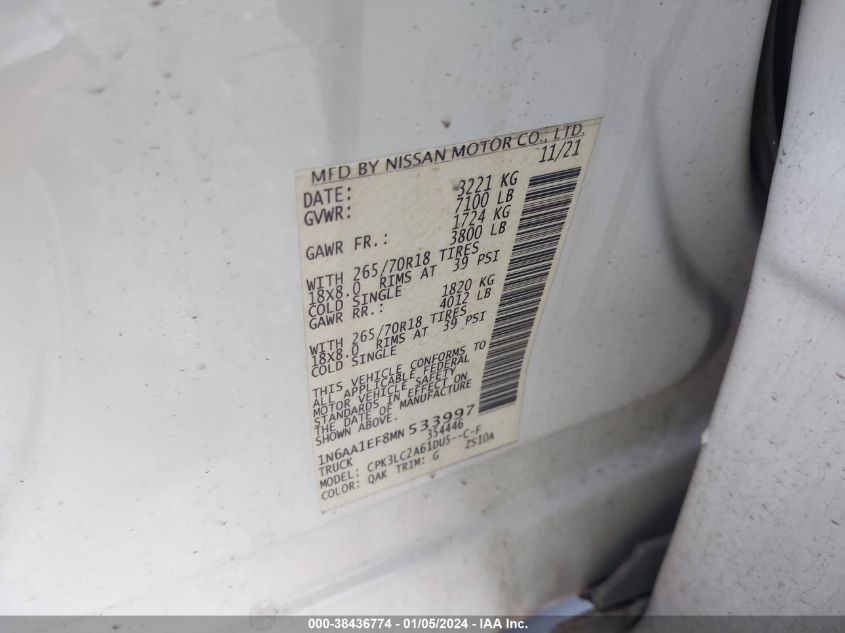 MFD BY NISSAN MOTOR CO., LTD.
DATE: 11/21
GVWR: 3221 KG
7100 LB
GAWR FR.: 1724 KG
3800 LB
WITH 265/70R18 TIRES
18X8.0 RIMS AT 39 PSI
COLD SINGLE
GAWR RR.: 1820 KG
4012 LB
WITH 265/70R18 TIRES
18X8.0 RIMS AT 39 PSI
COLD SINGLE
THIS VEHICLE CONFORMS TO
ALL APPLICABLE FEDERAL
MOTOR VEHICLE SAFETY
STANDARDS IN EFFECT ON
THE DATE OF MANUFACTURE
SHOWN ABOVE.
1N6AA1EF8MN533997
TRUCK 354446
MODEL: CPK3LC2A61DUS--C-F
COLOR: QAK TRIM: G ZSIDA
000-38436774 - 01/05/2024 - IAA Inc.